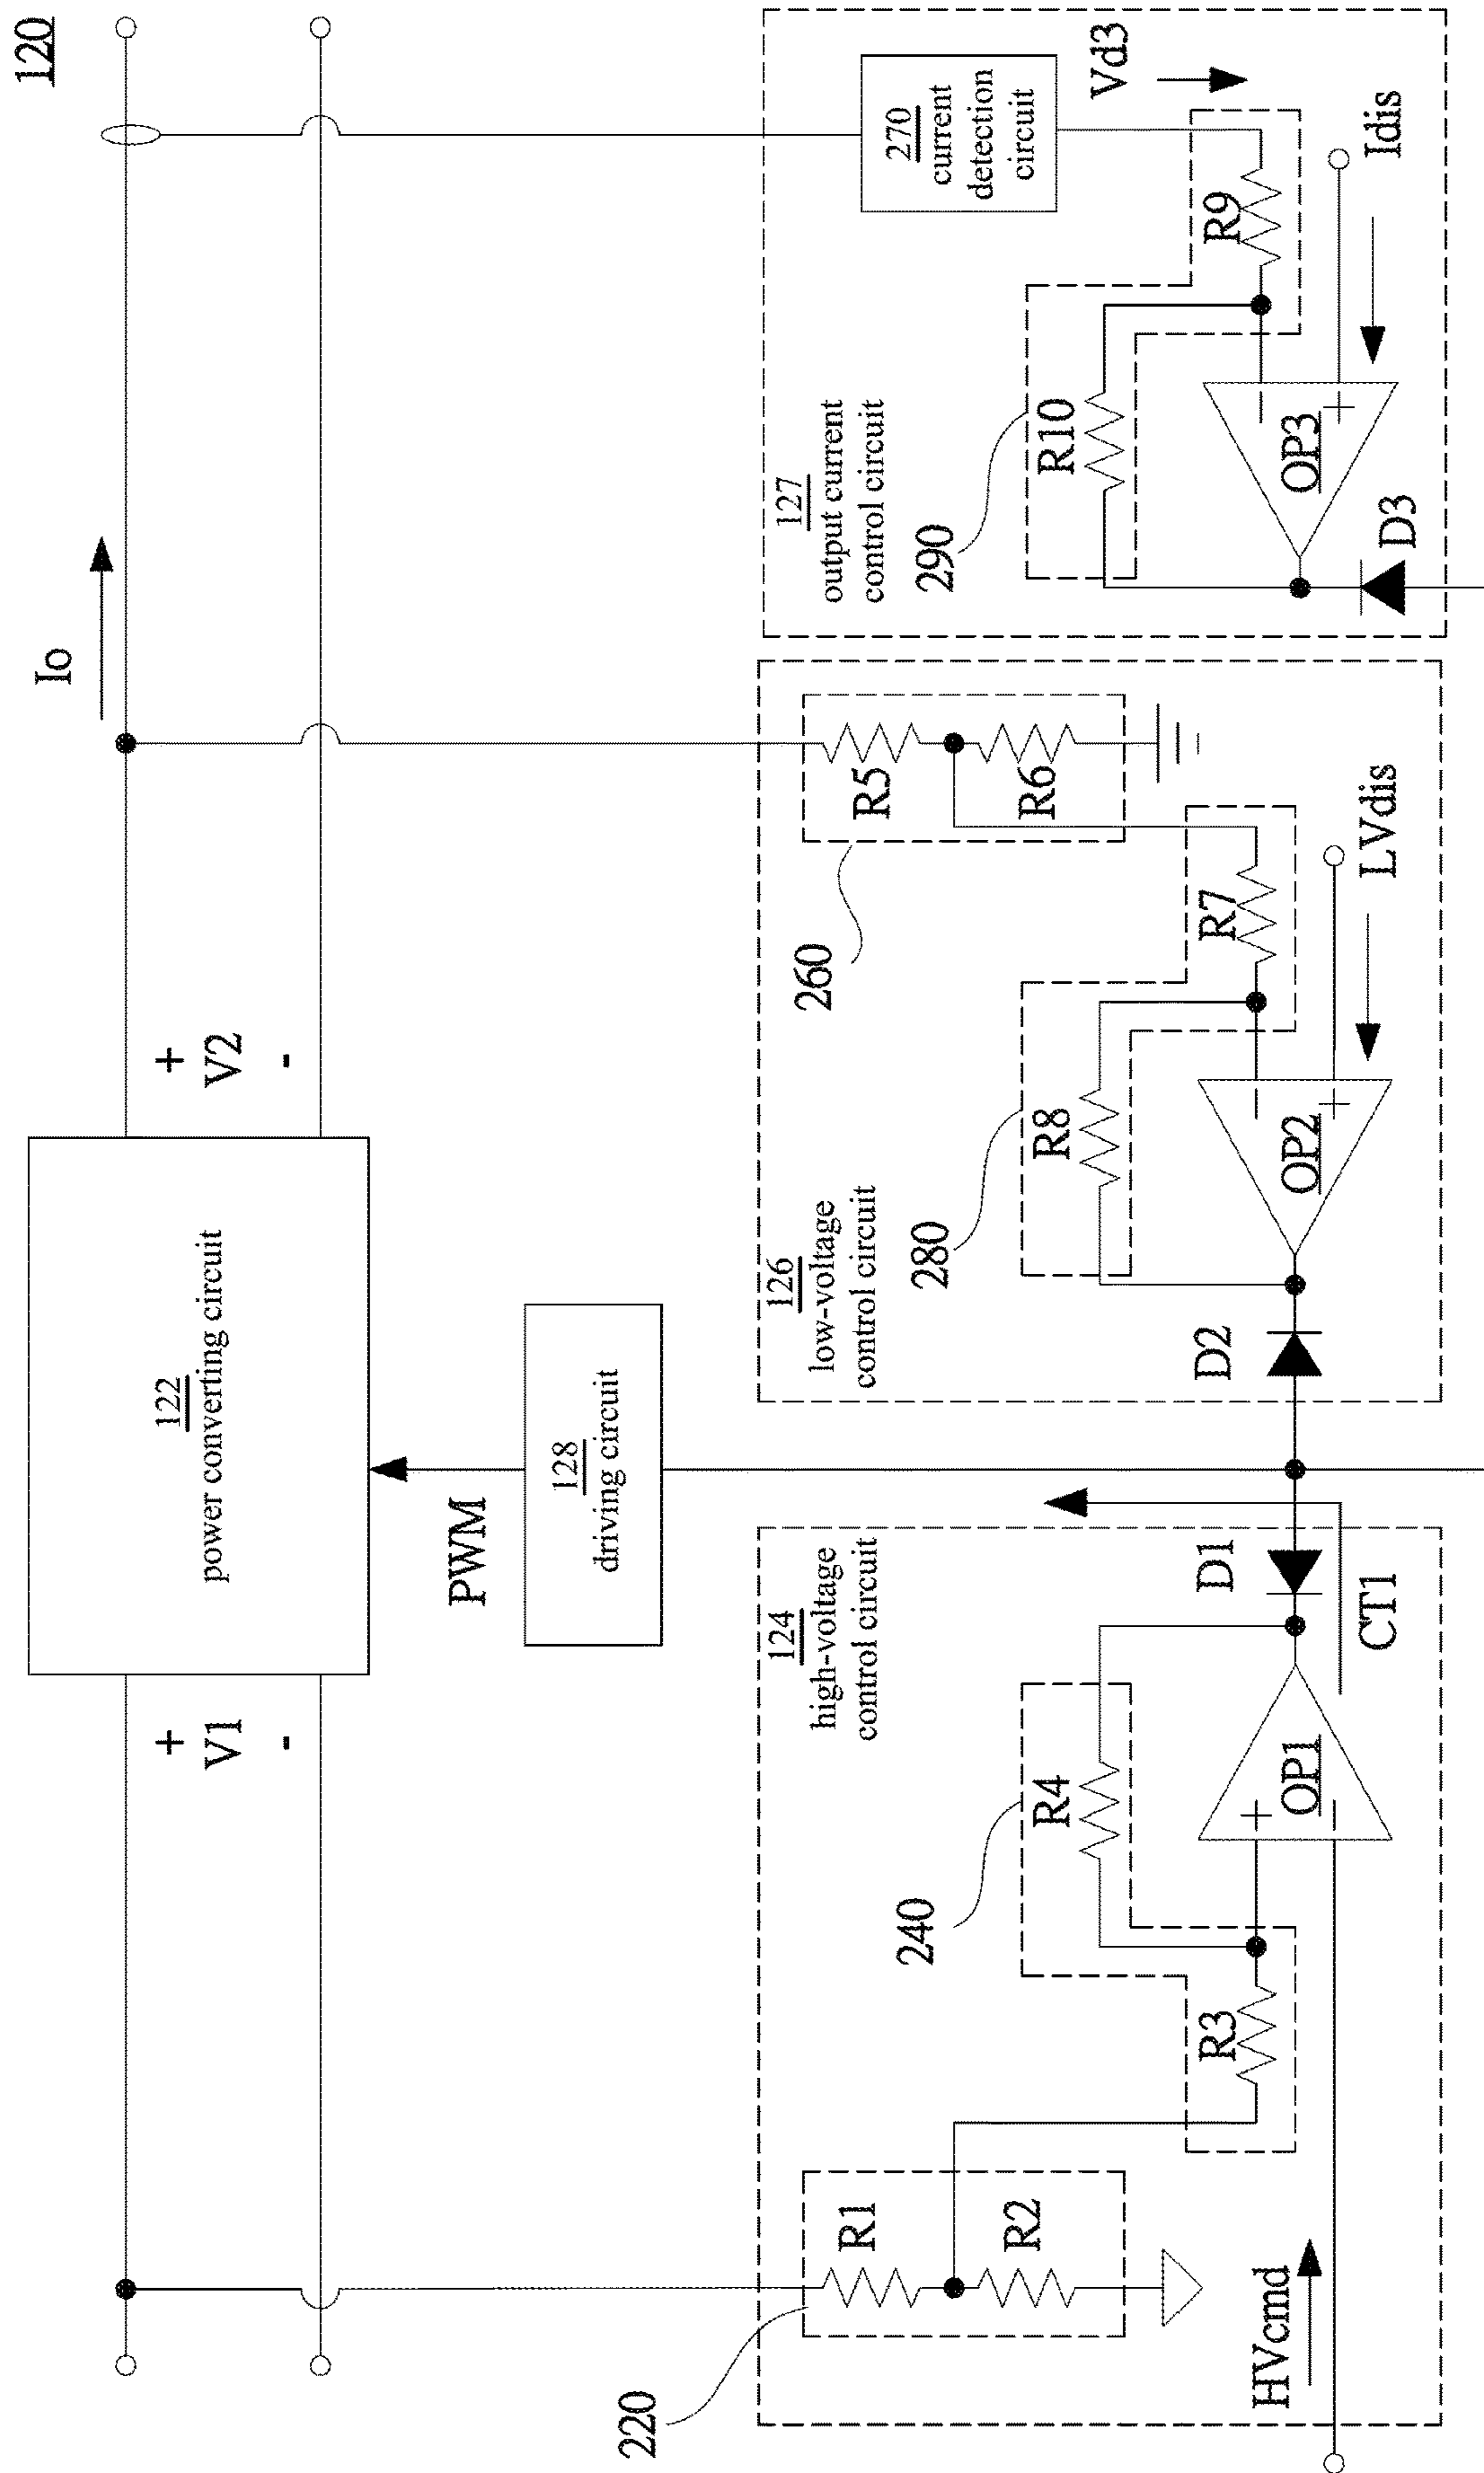 120
Io
+
V1
-
122
power converting circuit
+
V2
-
PWM
128
driving circuit
220
R1
R2
124
high-voltage
control circuit
240
R4
R3
+
-
OP1
D1
CT1
HVcmd
126
low-voltage
control circuit
260
R5
R6
280
R8
R7
-
+
OP2
D2
LVdis
127
output current
control circuit
270
current
detection
circuit
Vd3
290
R10
R9
-
+
OP3
D3
Idis